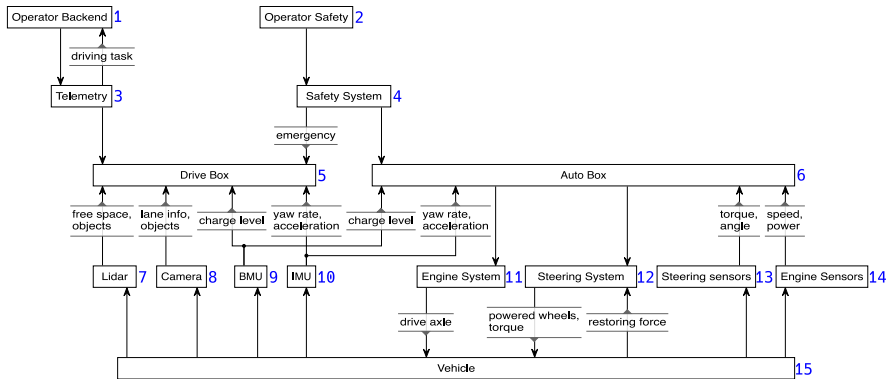 Operator Backend 1
Operator Safety 2
driving task
Telemetry 3
Safety System 4
emergency
Drive Box 5
Auto Box 6
free space,
objects
lane info,
objects
charge level
yaw rate,
acceleration
charge level
yaw rate,
acceleration
torque,
angle
speed,
power
Lidar 7
Camera 8
BMU 9
IMU 10
Engine System 11
Steering System 12
Steering sensors 13
Engine Sensors 14
drive axle
powered wheels,
torque
restoring force
Vehicle 15